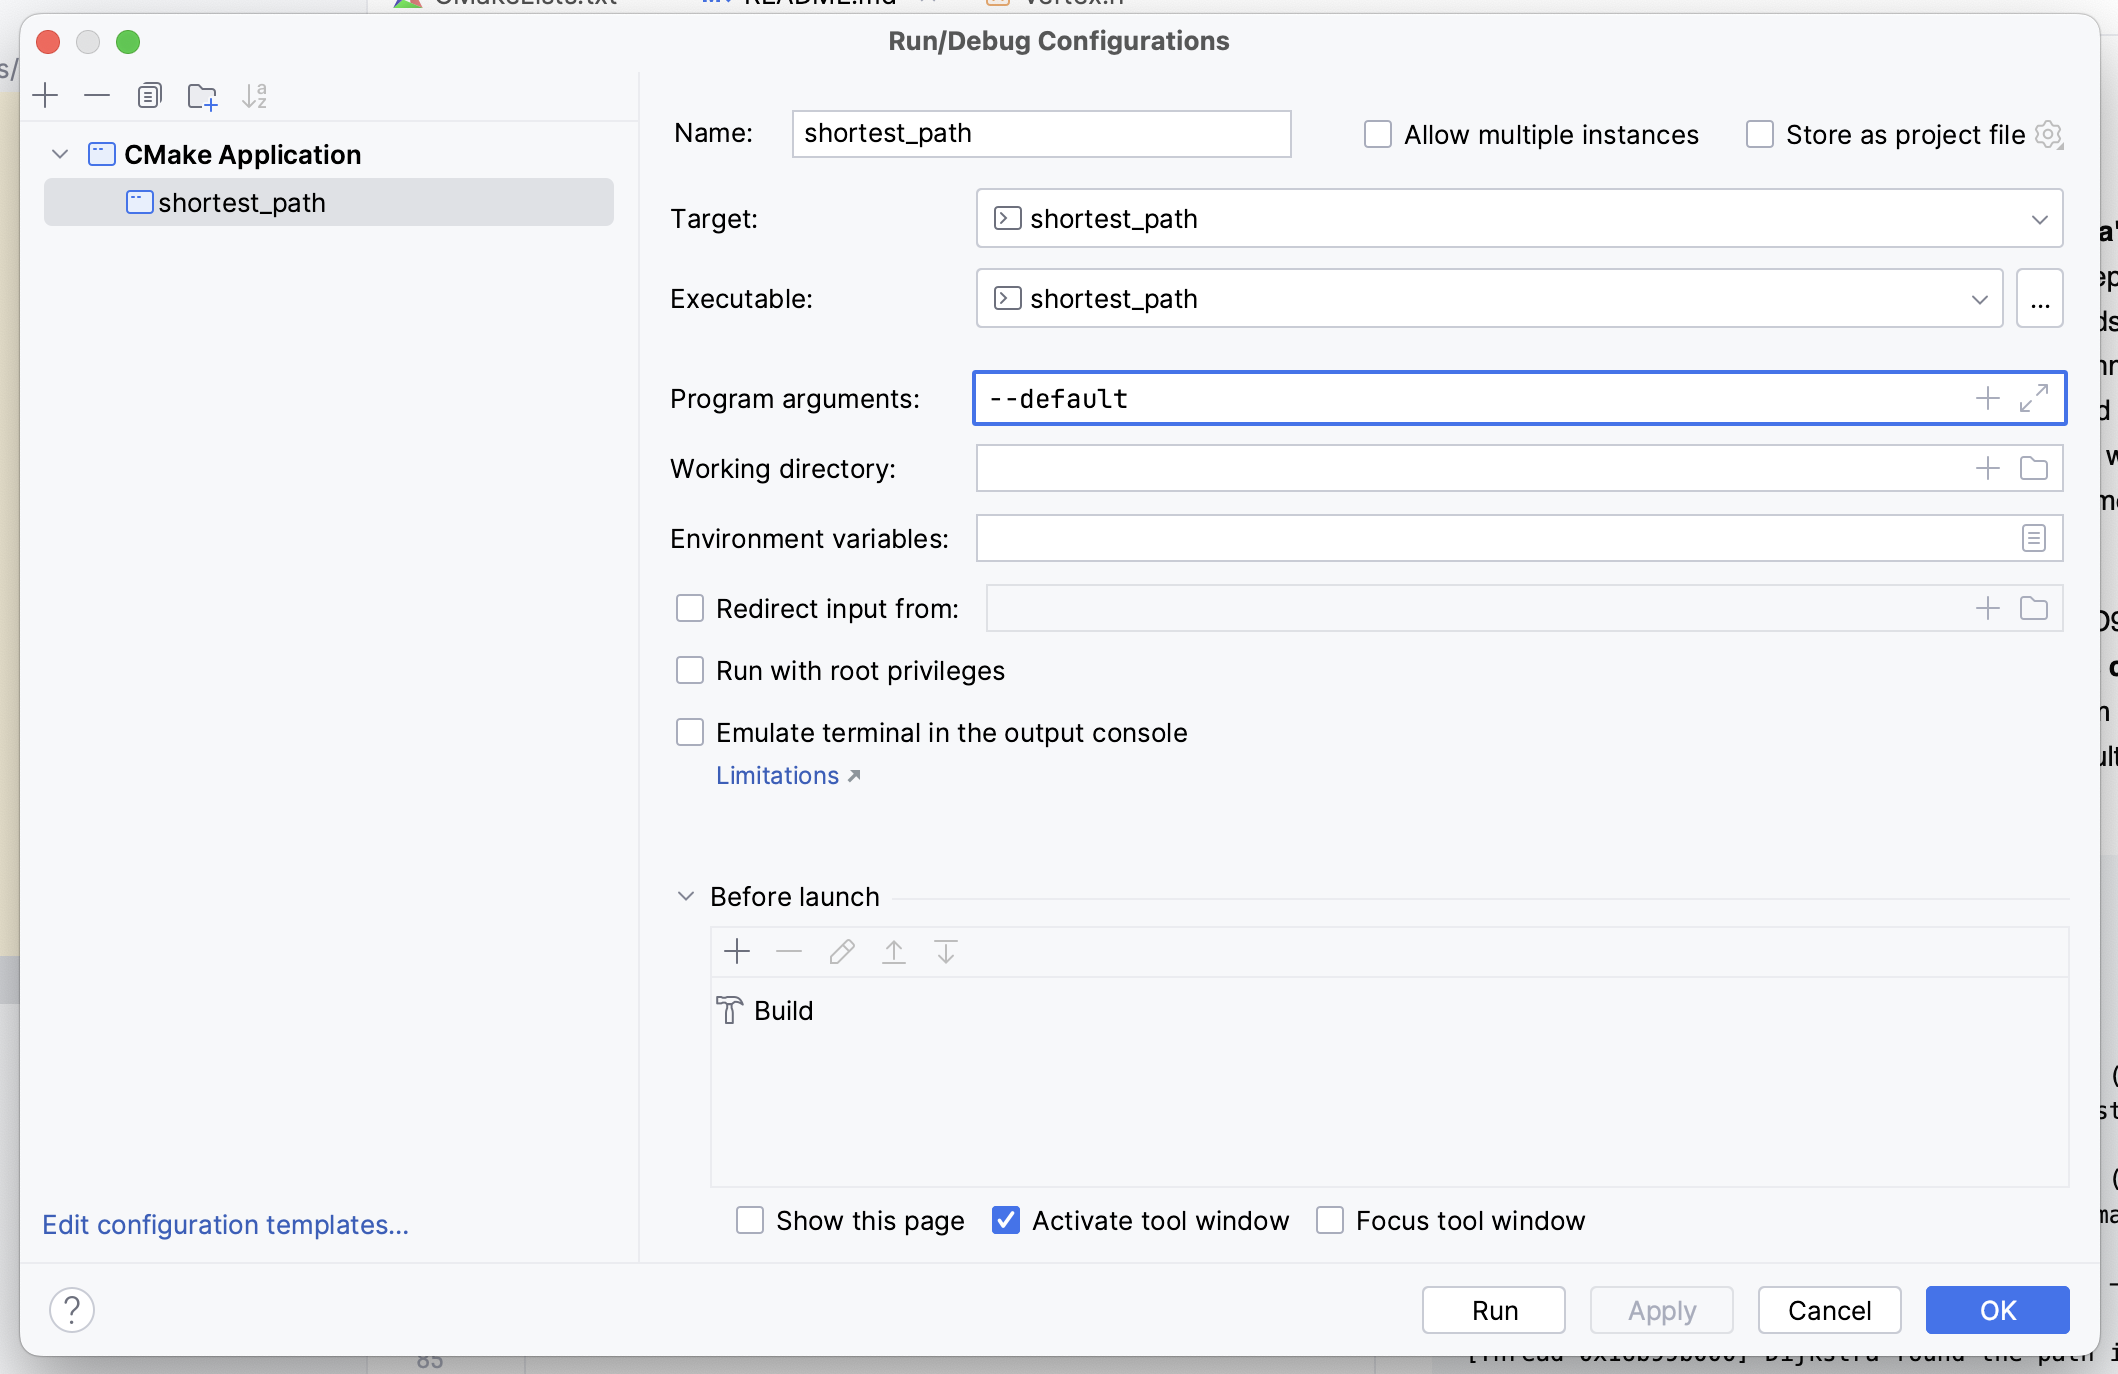 README.md
Run/Debug Configurations
CMake Application
shortest_path
Edit configuration templates...
Name: shortest_path
Allow multiple instances
Store as project file
Target: shortest_path
Executable: shortest_path
...
Program arguments: --default
Working directory:
Environment variables:
Redirect input from:
Run with root privileges
Emulate terminal in the output console
Limitations
Before launch
Build
Show this page
Activate tool window
Focus tool window
?
Run
Apply
Cancel
OK
85